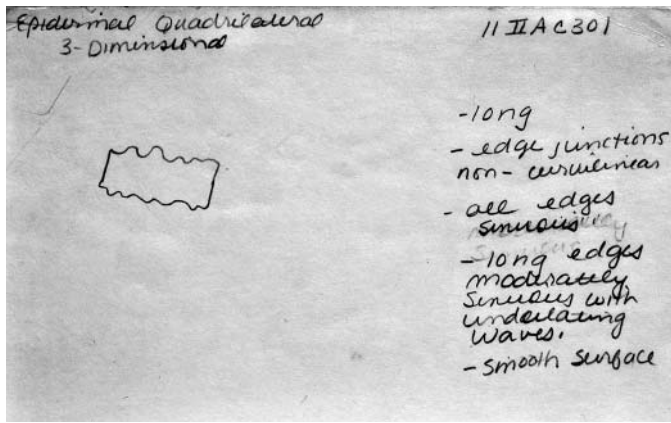 Epidermal Quadrilateral
3-Dimensional
11 II A C301
-long
- edge junctions
non-curvilinear
- all edges
sinuous
- long edges
moderately
sinuous with
undulating
waves.
- smooth surface